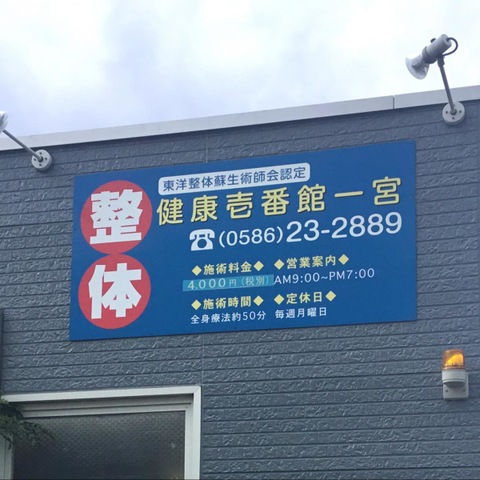 整体
東洋整体蘇生術師会認定
健康壱番館一宮
☎(0586)23-2889
◆施術料金◆
4,000円(税別)
◆営業案内◆
AM9:00~PM7:00
◆施術時間◆
全身療法約50分
◆定休日◆
毎週月曜日